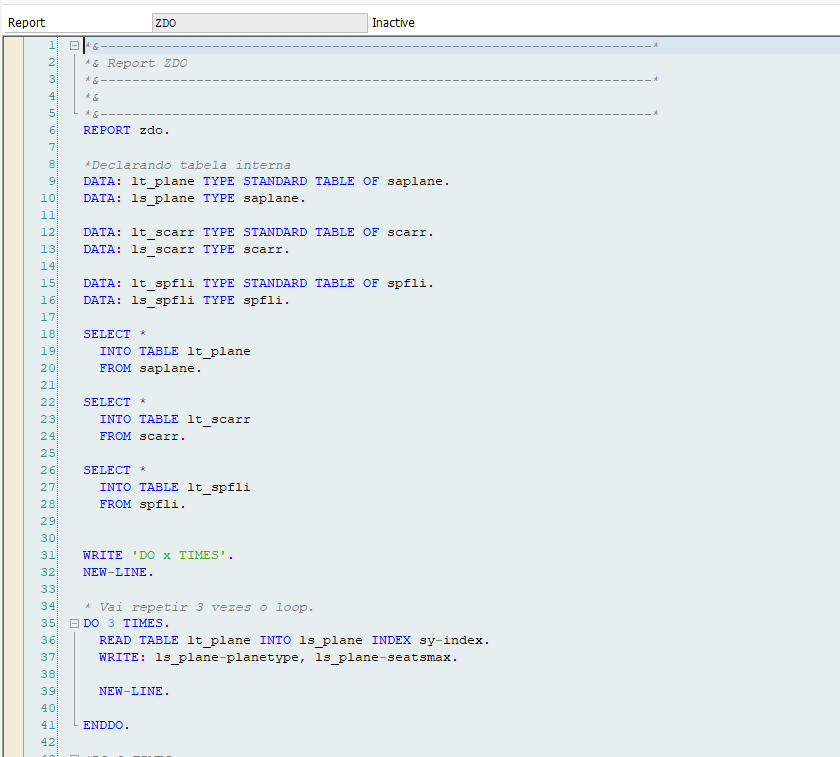 Report ZDO Inactive
1 *&---------------------------------------------------------------------*
2 *& Report ZDO
3 *&---------------------------------------------------------------------*
4 *&
5 *&---------------------------------------------------------------------*
6 REPORT zdo.
7
8 *Declarando tabela interna
9 DATA: lt_plane TYPE STANDARD TABLE OF saplane.
10 DATA: ls_plane TYPE saplane.
11
12 DATA: lt_scarr TYPE STANDARD TABLE OF scarr.
13 DATA: ls_scarr TYPE scarr.
14
15 DATA: lt_spfli TYPE STANDARD TABLE OF spfli.
16 DATA: ls_spfli TYPE spfli.
17
18 SELECT *
19 INTO TABLE lt_plane
20 FROM saplane.
21
22 SELECT *
23 INTO TABLE lt_scarr
24 FROM scarr.
25
26 SELECT *
27 INTO TABLE lt_spfli
28 FROM spfli.
29
30
31 WRITE 'DO x TIMES'.
32 NEW-LINE.
33
34 * Vai repetir 3 vezes o loop.
35 DO 3 TIMES.
36 READ TABLE lt_plane INTO ls_plane INDEX sy-index.
37 WRITE: ls_plane-planetype, ls_plane-seatsmax.
38
39 NEW-LINE.
40
41 ENDDO.
42